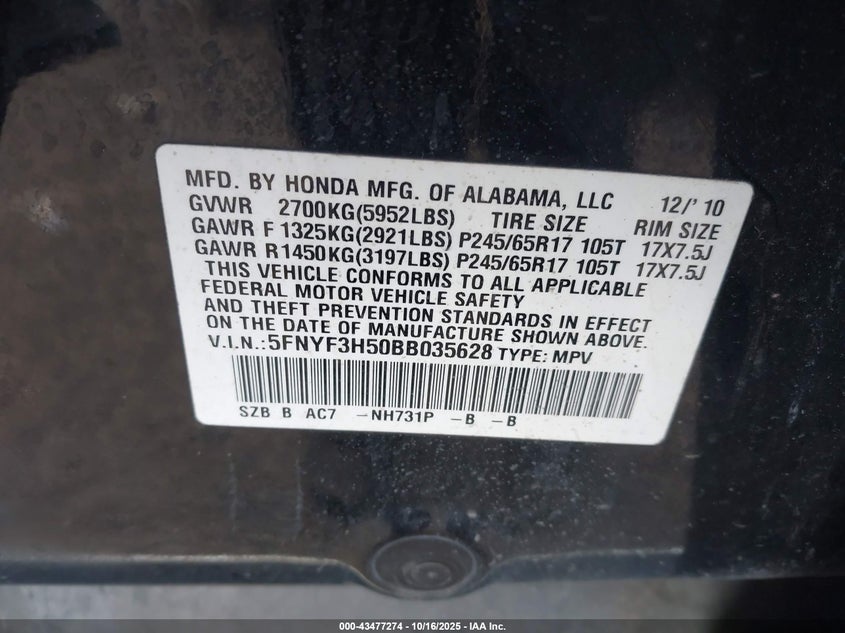 MFD. BY HONDA MFG. OF ALABAMA, LLC 12/' 10
GVWR 2700KG(5952LBS) TIRE SIZE RIM SIZE
GAWR F 1325KG(2921LBS) P245/65R17 105T 17X7.5J
GAWR R1450KG(3197LBS) P245/65R17 105T 17X7.5J
THIS VEHICLE CONFORMS TO ALL APPLICABLE
FEDERAL MOTOR VEHICLE SAFETY
AND THEFT PREVENTION STANDARDS IN EFFECT
ON THE DATE OF MANUFACTURE SHOWN ABOVE.
V.I.N.:5FNYF3H50BB035628 TYPE: MPV
SZB B AC7 -NH731P -B -B
000-43477274 | 10/16/2025 | IAA Inc.